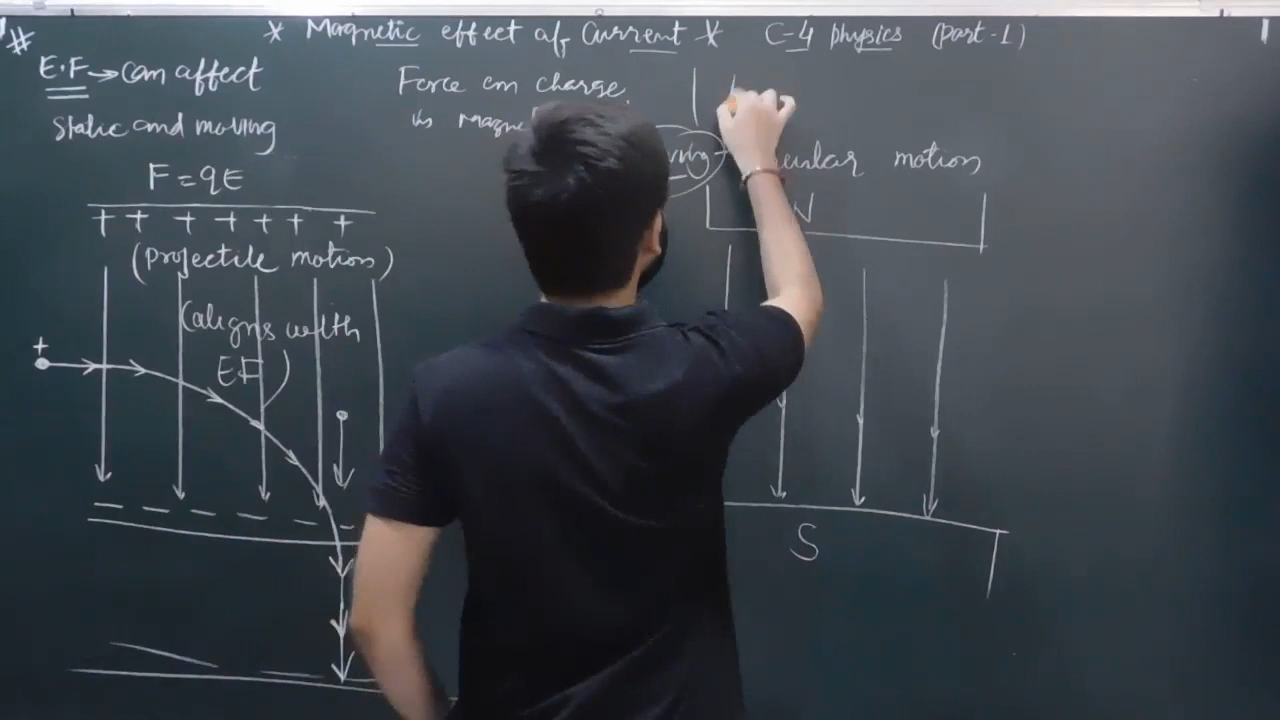 #
* Magnetic effect of Current * C-4 physics (part-1)
E.F → can affect
static and moving
F = qE
+ + + + + + +
(projectile motion)
(aligns with
EF)
+
Force on charge
in
motion
N
S